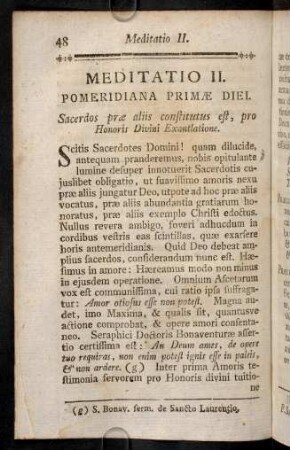 48 Meditatio II.
MEDITATIO II.
POMERIDIANA PRIMÆ DIEI.
Sacerdos præ aliis constitutus est, pro
Honoris Divini Exantlatione.
Scitis Sacerdotes Domini! quam dilucide,
antequam pranderemus, nobis opitulante
lumine desuper innotuerit Sacerdotis cu-
juslibet obligatio, ut suavissimo amoris nexu
præ aliis jungatur Deo, utpote ad hoc præ aliis
vocatus, præ aliis abundantia gratiarum ho-
noratus, præ aliis exemplo Christi edoctus.
Nullus revera ambigo, foveri adhucdum in
cordibus vestris eas scintillas, quæ exarsere
horis antemeridianis. Quid Deo debeat am-
plius sacerdos, considerandum nunc est. Hæ-
simus in amore: Hæreamus modo non minus
in ejusdem operatione. Omnium Ascetarum
vox est communissima, cui ratio ipsa suffraga-
tur: Amor otiosus esse non potest. Magna au-
det, imo Maxima, & qualis sit, quantusve
actione comprobat, & opere amori consenta-
neo. Seraphici Doctoris Bonaventuræ asser-
tio certissima est: An Deum ames, de opere
tuo requiras, non enim potest ignis esse in paleis,
& non ardere. (g) Inter prima Amoris te-
stimonia servorum pro Honoris divini tuitio-
ne
(g) S. Bonav. serm. de Sancto Laurentio.